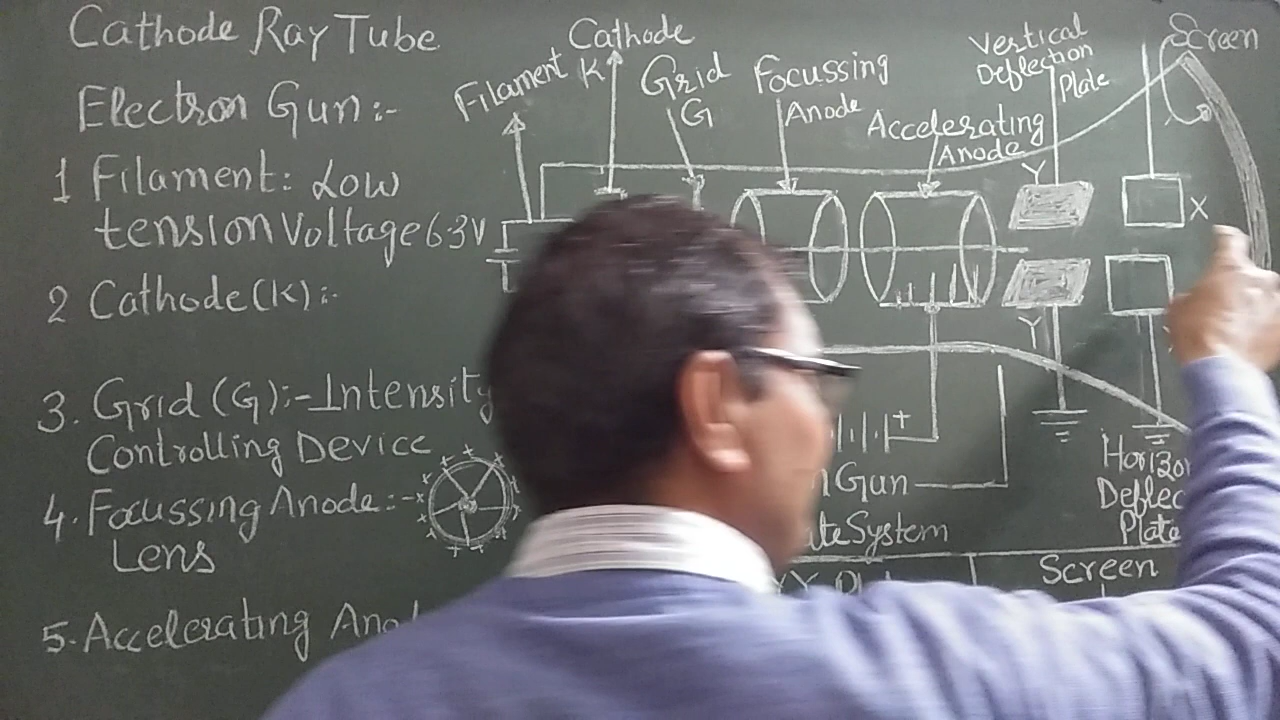 Cathode Ray Tube
Electron Gun:-
1 Filament: Low
tension Voltage 6.3V
2 Cathode(K):-
3. Grid (G):- Intensity
Controlling Device
4. Focussing Anode:-
Lens
5. Accelerating
Filament
Cathode
K
Grid
G
Focussing
Anode
Accelerating
Anode
Vertical
Deflection
Plate
Screen
Y
X
Y
+
Gun
System
Plate
Screen